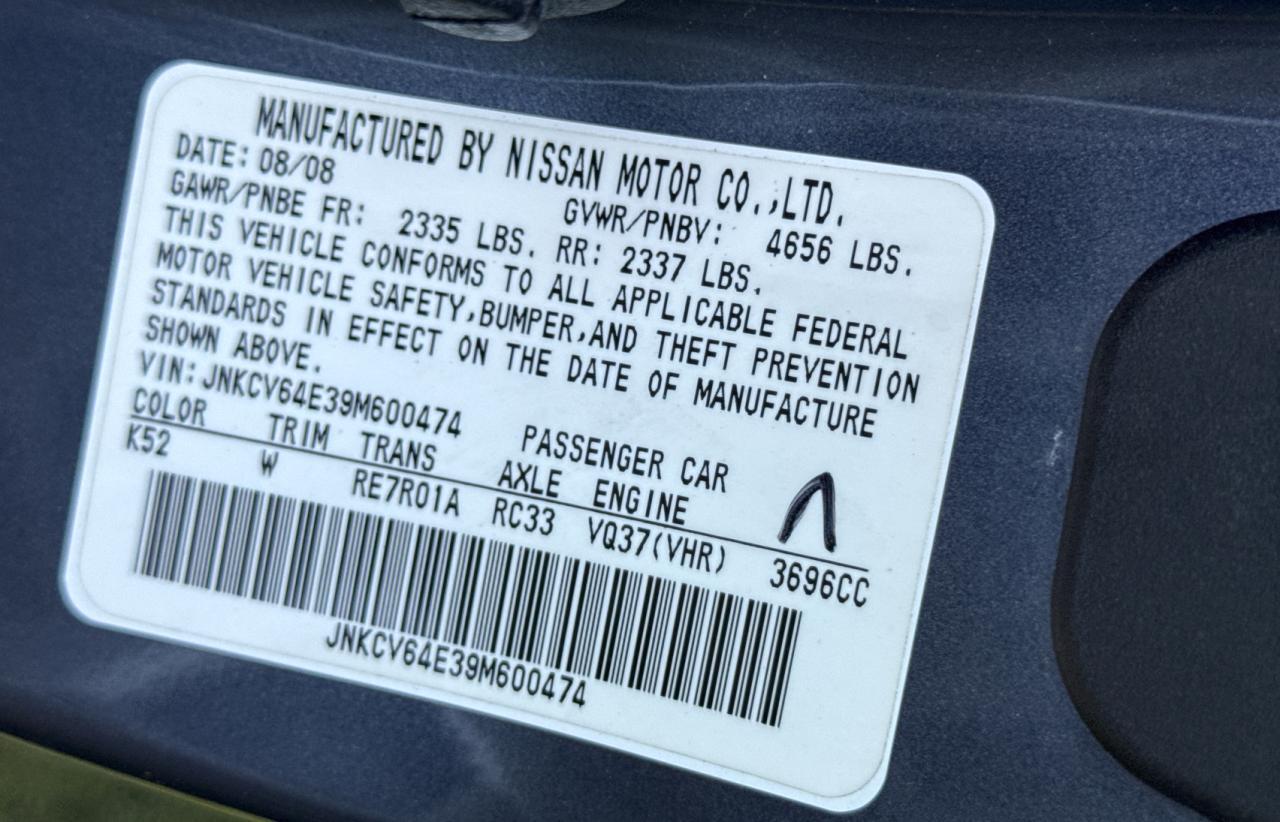 MANUFACTURED BY NISSAN MOTOR CO.,LTD.
DATE: 08/08 GVWR/PNBV: 4656 LBS.
GAWR/PNBE FR: 2335 LBS. RR: 2337 LBS.
THIS VEHICLE CONFORMS TO ALL APPLICABLE FEDERAL
MOTOR VEHICLE SAFETY,BUMPER,AND THEFT PREVENTION
STANDARDS IN EFFECT ON THE DATE OF MANUFACTURE
SHOWN ABOVE.
VIN:JNKCV64E39M600474 PASSENGER CAR
COLOR TRIM TRANS AXLE ENGINE
K52 W RE7R01A RC33 VQ37(VHR) 3696CC
JNKCV64E39M600474